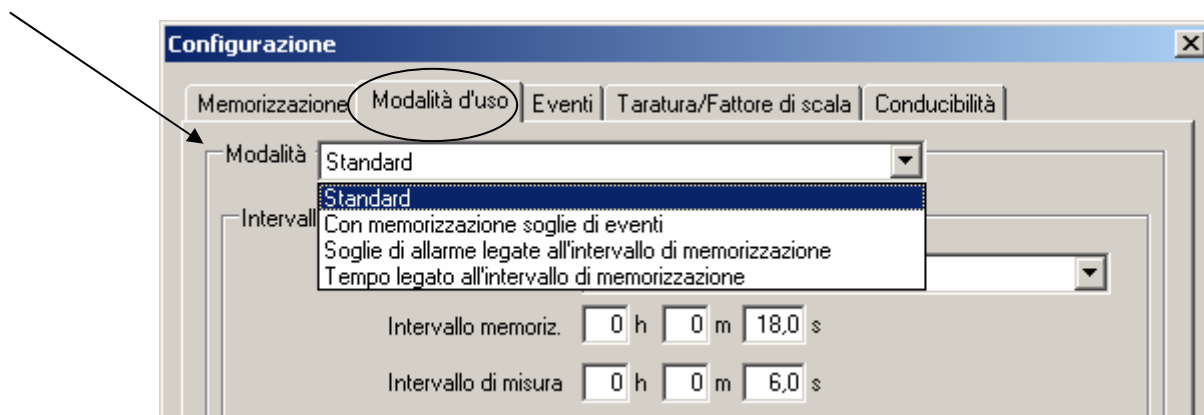 Configurazione
Memorizzazione Modalità d'uso Eventi Taratura/Fattore di scala Conducibilità
Modalità Standard
Standard
Intervall
Con memorizzazione soglie di eventi
Soglie di allarme legate all'intervallo di memorizzazione
Tempo legato all'intervallo di memorizzazione
Intervallo memoriz. 0 h 0 m 18,0 s
Intervallo di misura 0 h 0 m 6,0 s